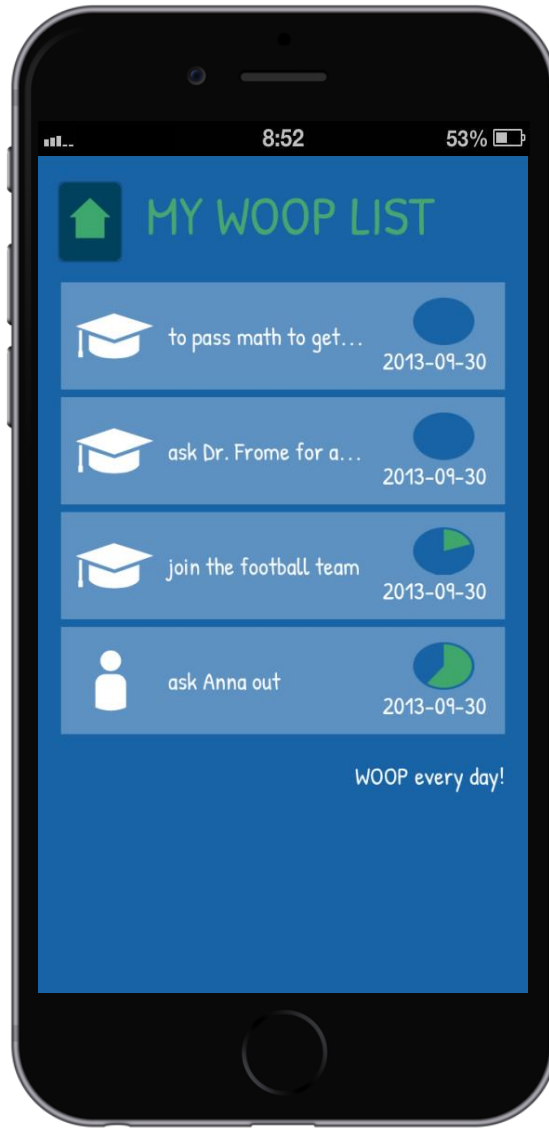 8:52
53%
MY WOOP LIST
to pass math to get...
2013-09-30
ask Dr. Frome for a...
2013-09-30
join the football team
2013-09-30
ask Anna out
2013-09-30
WOOP every day!